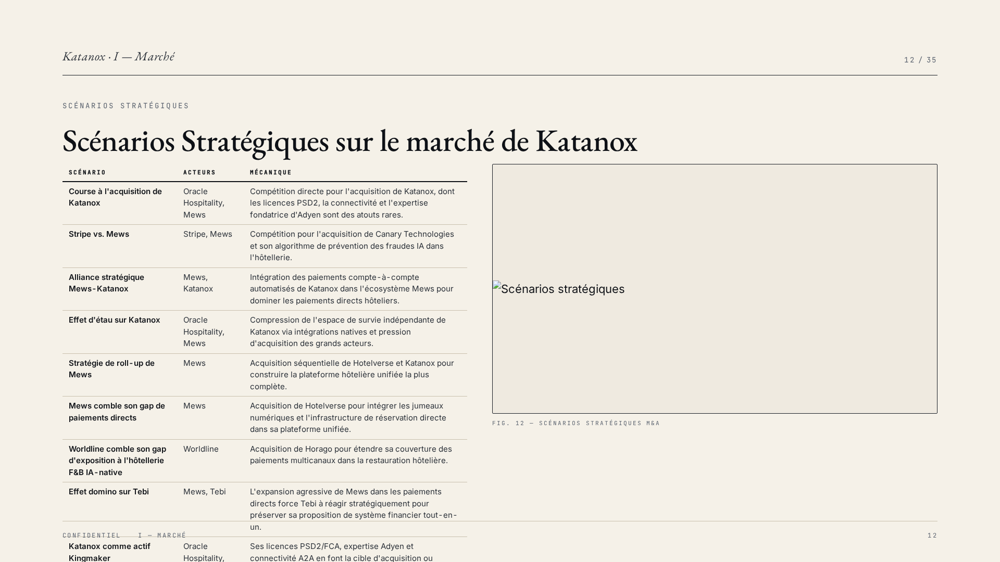 Katanox · I — Marché
12 / 35
SCÉNARIOS STRATÉGIQUES
Scénarios Stratégiques sur le marché de Katanox
SCÉNARIO ACTEURS MÉCANIQUE
Course à l'acquisition de
Katanox
Oracle
Hospitality,
Mews
Compétition directe pour l'acquisition de Katanox, dont
les licences PSD2, la connectivité et l'expertise
fondatrice d'Adyen sont des atouts rares.
Stripe vs. Mews
Stripe, Mews
Compétition pour l'acquisition de Canary Technologies
et son algorithme de prévention des fraudes IA dans
l'hôtellerie.
Alliance stratégique
Mews-Katanox
Mews,
Katanox
Intégration des paiements compte-à-compte
automatisés de Katanox dans l'écosystème Mews pour
dominer les paiements directs hôteliers.
Effet d'étau sur Katanox
Oracle
Hospitality,
Mews
Compression de l'espace de survie indépendante de
Katanox via intégrations natives et pression
d'acquisition des grands acteurs.
Stratégie de roll-up de
Mews
Mews
Acquisition séquentielle de Hotelverse et Katanox pour
construire la plateforme hôtelière unifiée la plus
complète.
Mews comble son gap de
paiements directs
Mews
Acquisition de Hotelverse pour intégrer les jumeaux
numériques et l'infrastructure de réservation directe
dans sa plateforme unifiée.
Worldline comble son gap
d'exposition à l'hôtellerie
F&B IA-native
Worldline
Acquisition de Horago pour étendre sa couverture des
paiements multicanaux dans la restauration hôtelière.
Effet domino sur Tebi
Mews, Tebi
L'expansion agressive de Mews dans les paiements
directs force Tebi à réagir stratégiquement pour
préserver sa proposition de système financier tout-en-
un.
Katanox comme actif
Kingmaker
Oracle
Hospitality,
Ses licences PSD2/FCA, expertise Adyen et
connectivité A2A en font la cible d'acquisition ou
Scénarios stratégiques
FIG. 12 — SCÉNARIOS STRATÉGIQUES M&A
CONFIDENTIEL I — MARCHÉ
12